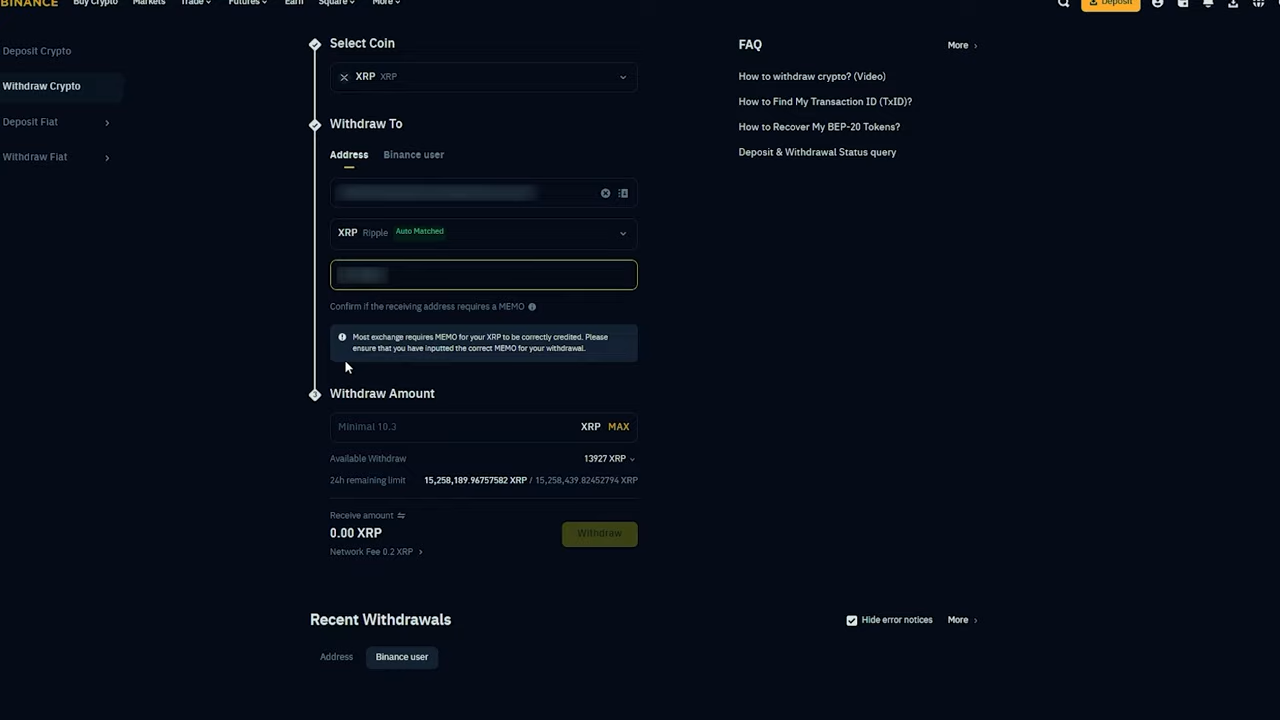 BINANCE Buy Crypto Markets Trade Futures Earn Square More Deposit
Deposit Crypto
Withdraw Crypto
Deposit Fiat
Withdraw Fiat
Select Coin
XRP XRP
Withdraw To
Address Binance user
XRP Ripple Auto Matched
Confirm if the receiving address requires a MEMO
Most exchange requires MEMO for your XRP to be correctly credited. Please
ensure that you have inputted the correct MEMO for your withdrawal.
Withdraw Amount
Minimal 10.3 XRP MAX
Available Withdraw 13927 XRP
24h remaining limit 15,258,189.96757582 XRP / 15,258,439.82452794 XRP
Receive amount
0.00 XRP
Withdraw
Network Fee 0.2 XRP
FAQ More
How to withdraw crypto? (Video)
How to Find My Transaction ID (TxID)?
How to Recover My BEP-20 Tokens?
Deposit & Withdrawal Status query
Recent Withdrawals
Hide error notices More
Address Binance user